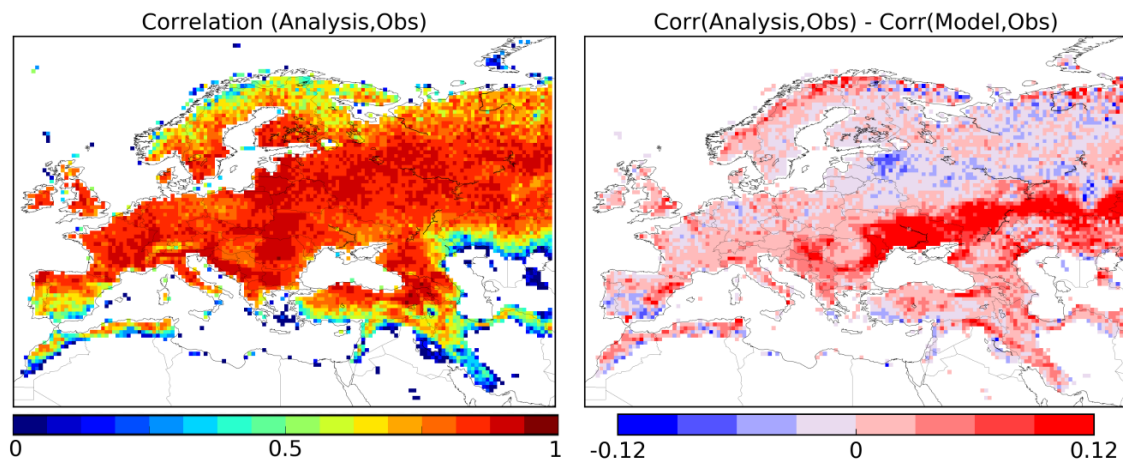 Correlation (Analysis,Obs)
Corr(Analysis,Obs) - Corr(Model,Obs)
0 0.5 1
-0.12 0 0.12